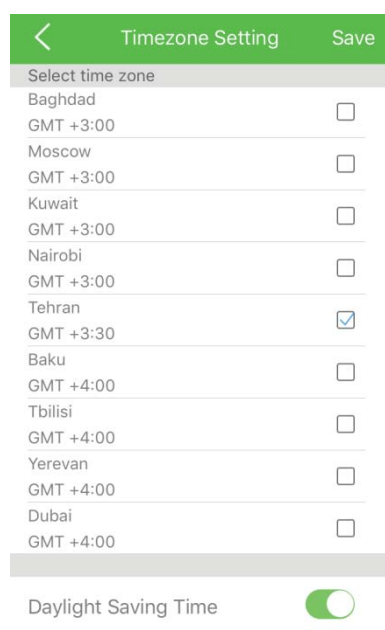 Timezone Setting Save
Select time zone
Baghdad
GMT +3:00
Moscow
GMT +3:00
Kuwait
GMT +3:00
Nairobi
GMT +3:00
Tehran
GMT +3:30
Baku
GMT +4:00
Tbilisi
GMT +4:00
Yerevan
GMT +4:00
Dubai
GMT +4:00
Daylight Saving Time